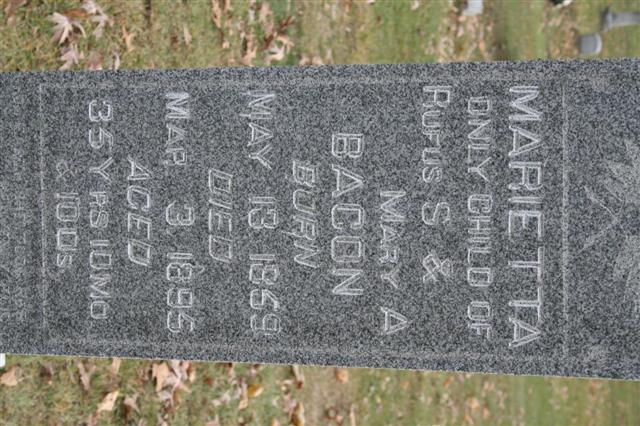 MARIETTA
ONLY CHILD OF
RUFUS S &
MARY A
BACON
BORN
MAY 13 1859
DIED
MAR 3 1895
AGED
35 YRS 10 MO
& 10 DS